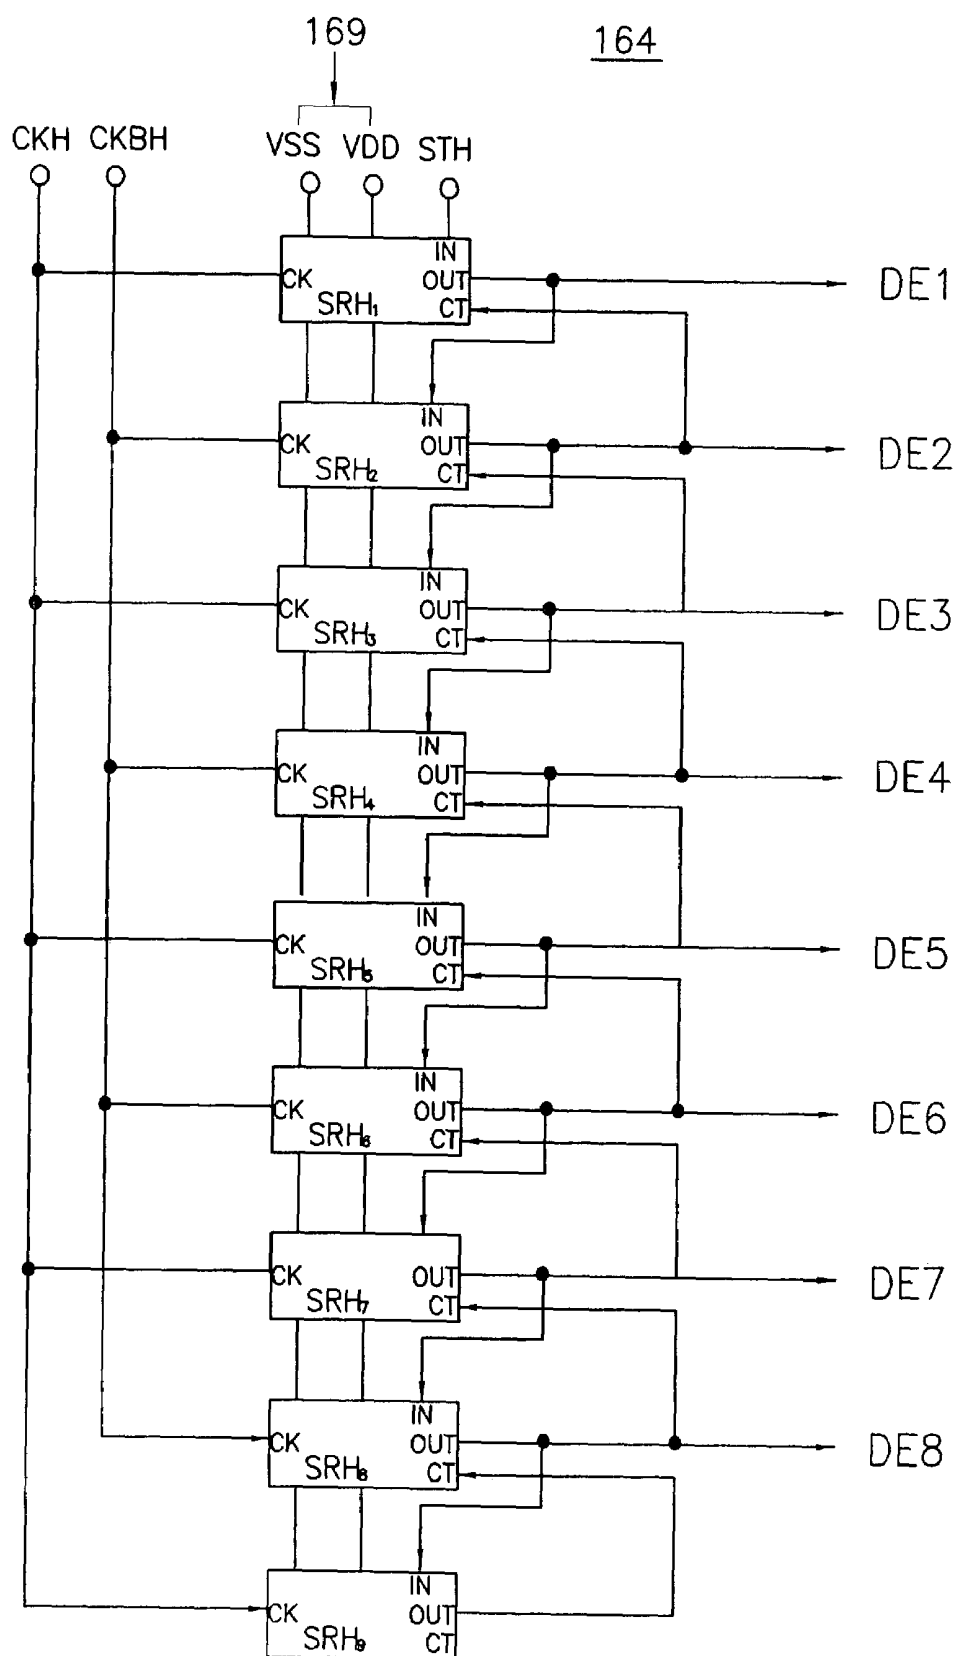 169
164
CKH CKBH
VSS VDD STH
IN
CK OUT DE1
SRH₁ CT
IN
CK OUT DE2
SRH₂ CT
IN
CK OUT DE3
SRH₃ CT
IN
CK OUT DE4
SRH₄ CT
IN
CK OUT DE5
SRH₅ CT
IN
CK OUT DE6
SRH₆ CT
CK OUT DE7
SRH₇ CT
IN
CK OUT DE8
SRH₈ CT
IN
CK OUT
SRH₉ CT